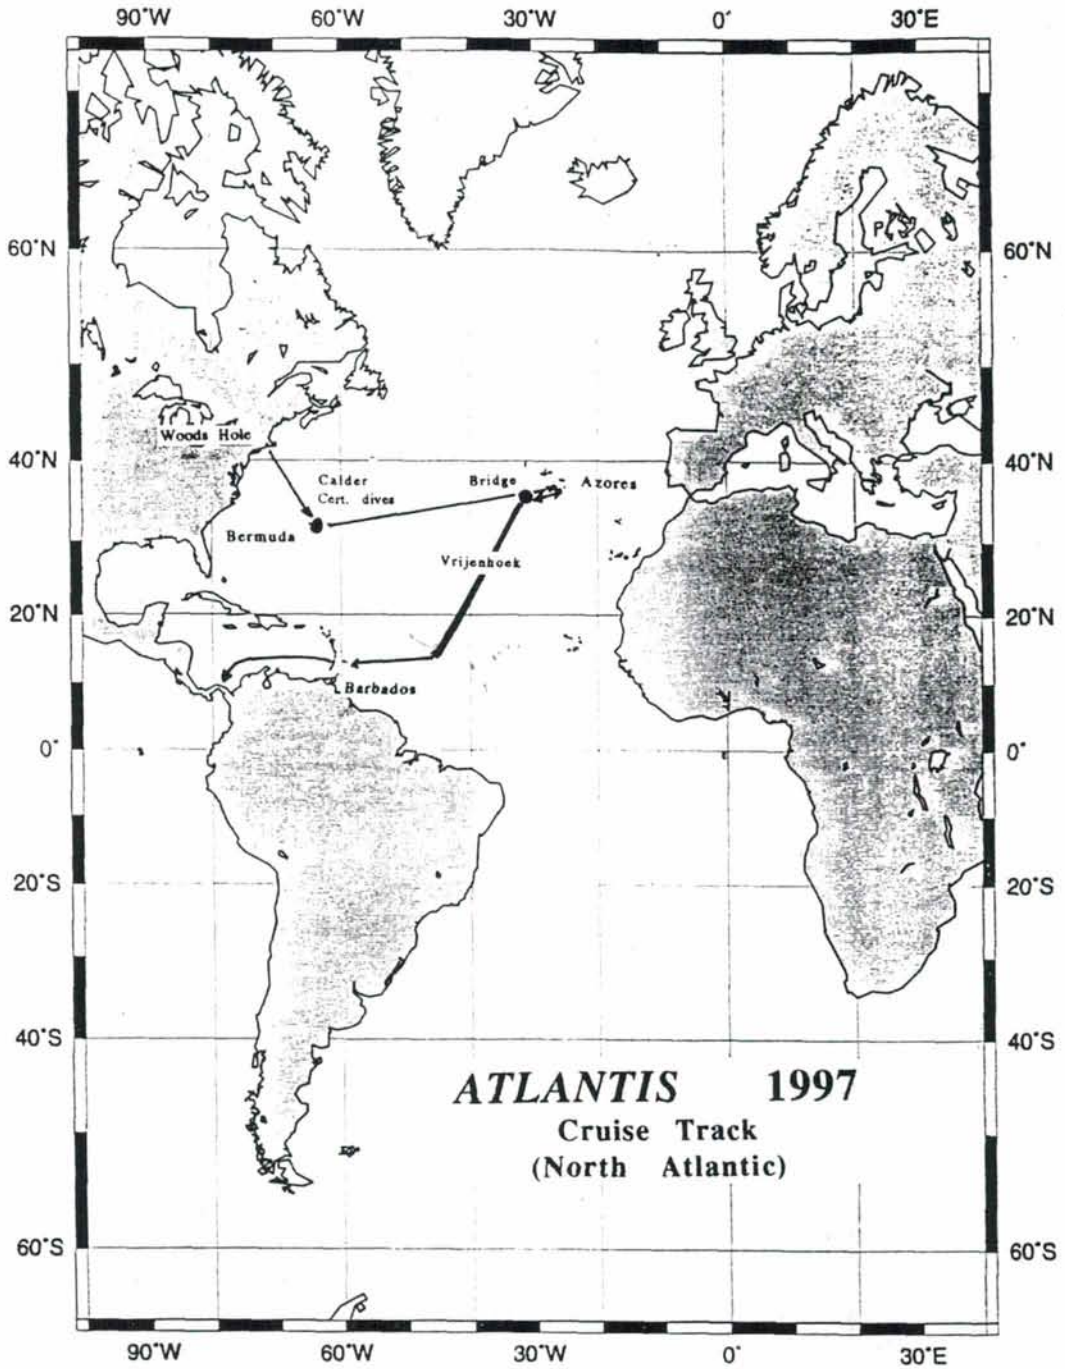 90°W 60°W 30°W 0° 30°E
60°N 60°N
Woods Hole
40°N 40°N
Calder
Cert. dives
Bridge
Azores
Bermuda
Vrijenhoek
20°N 20°N
Barbados
0° 0°
20°S 20°S
40°S 40°S
ATLANTIS 1997
Cruise Track
(North Atlantic)
60°S 60°S
90°W 60°W 30°W 0° 30°E